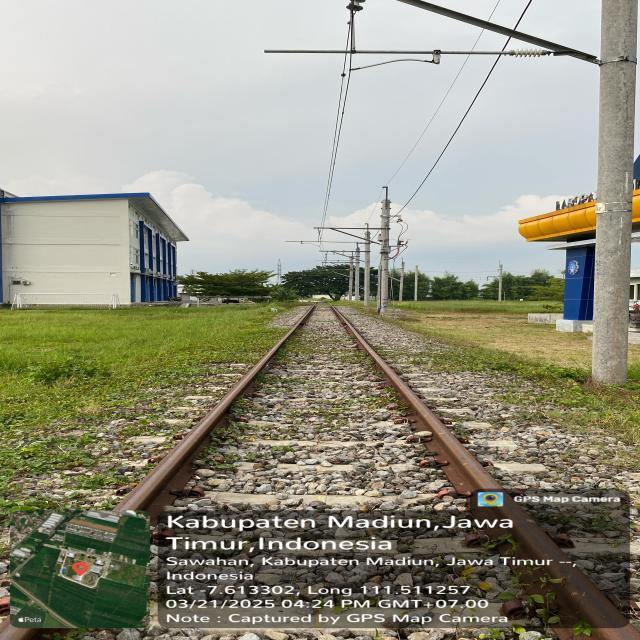 GPS Map Camera
Kabupaten Madiun,Jawa
Timur,Indonesia
Sawahan, Kabupaten Madiun, Jawa Timur --,
Indonesia
Lat -7.613302, Long 111.511257
03/21/2025 04:24 PM GMT+07.00
Note : Captured by GPS Map Camera
Peta